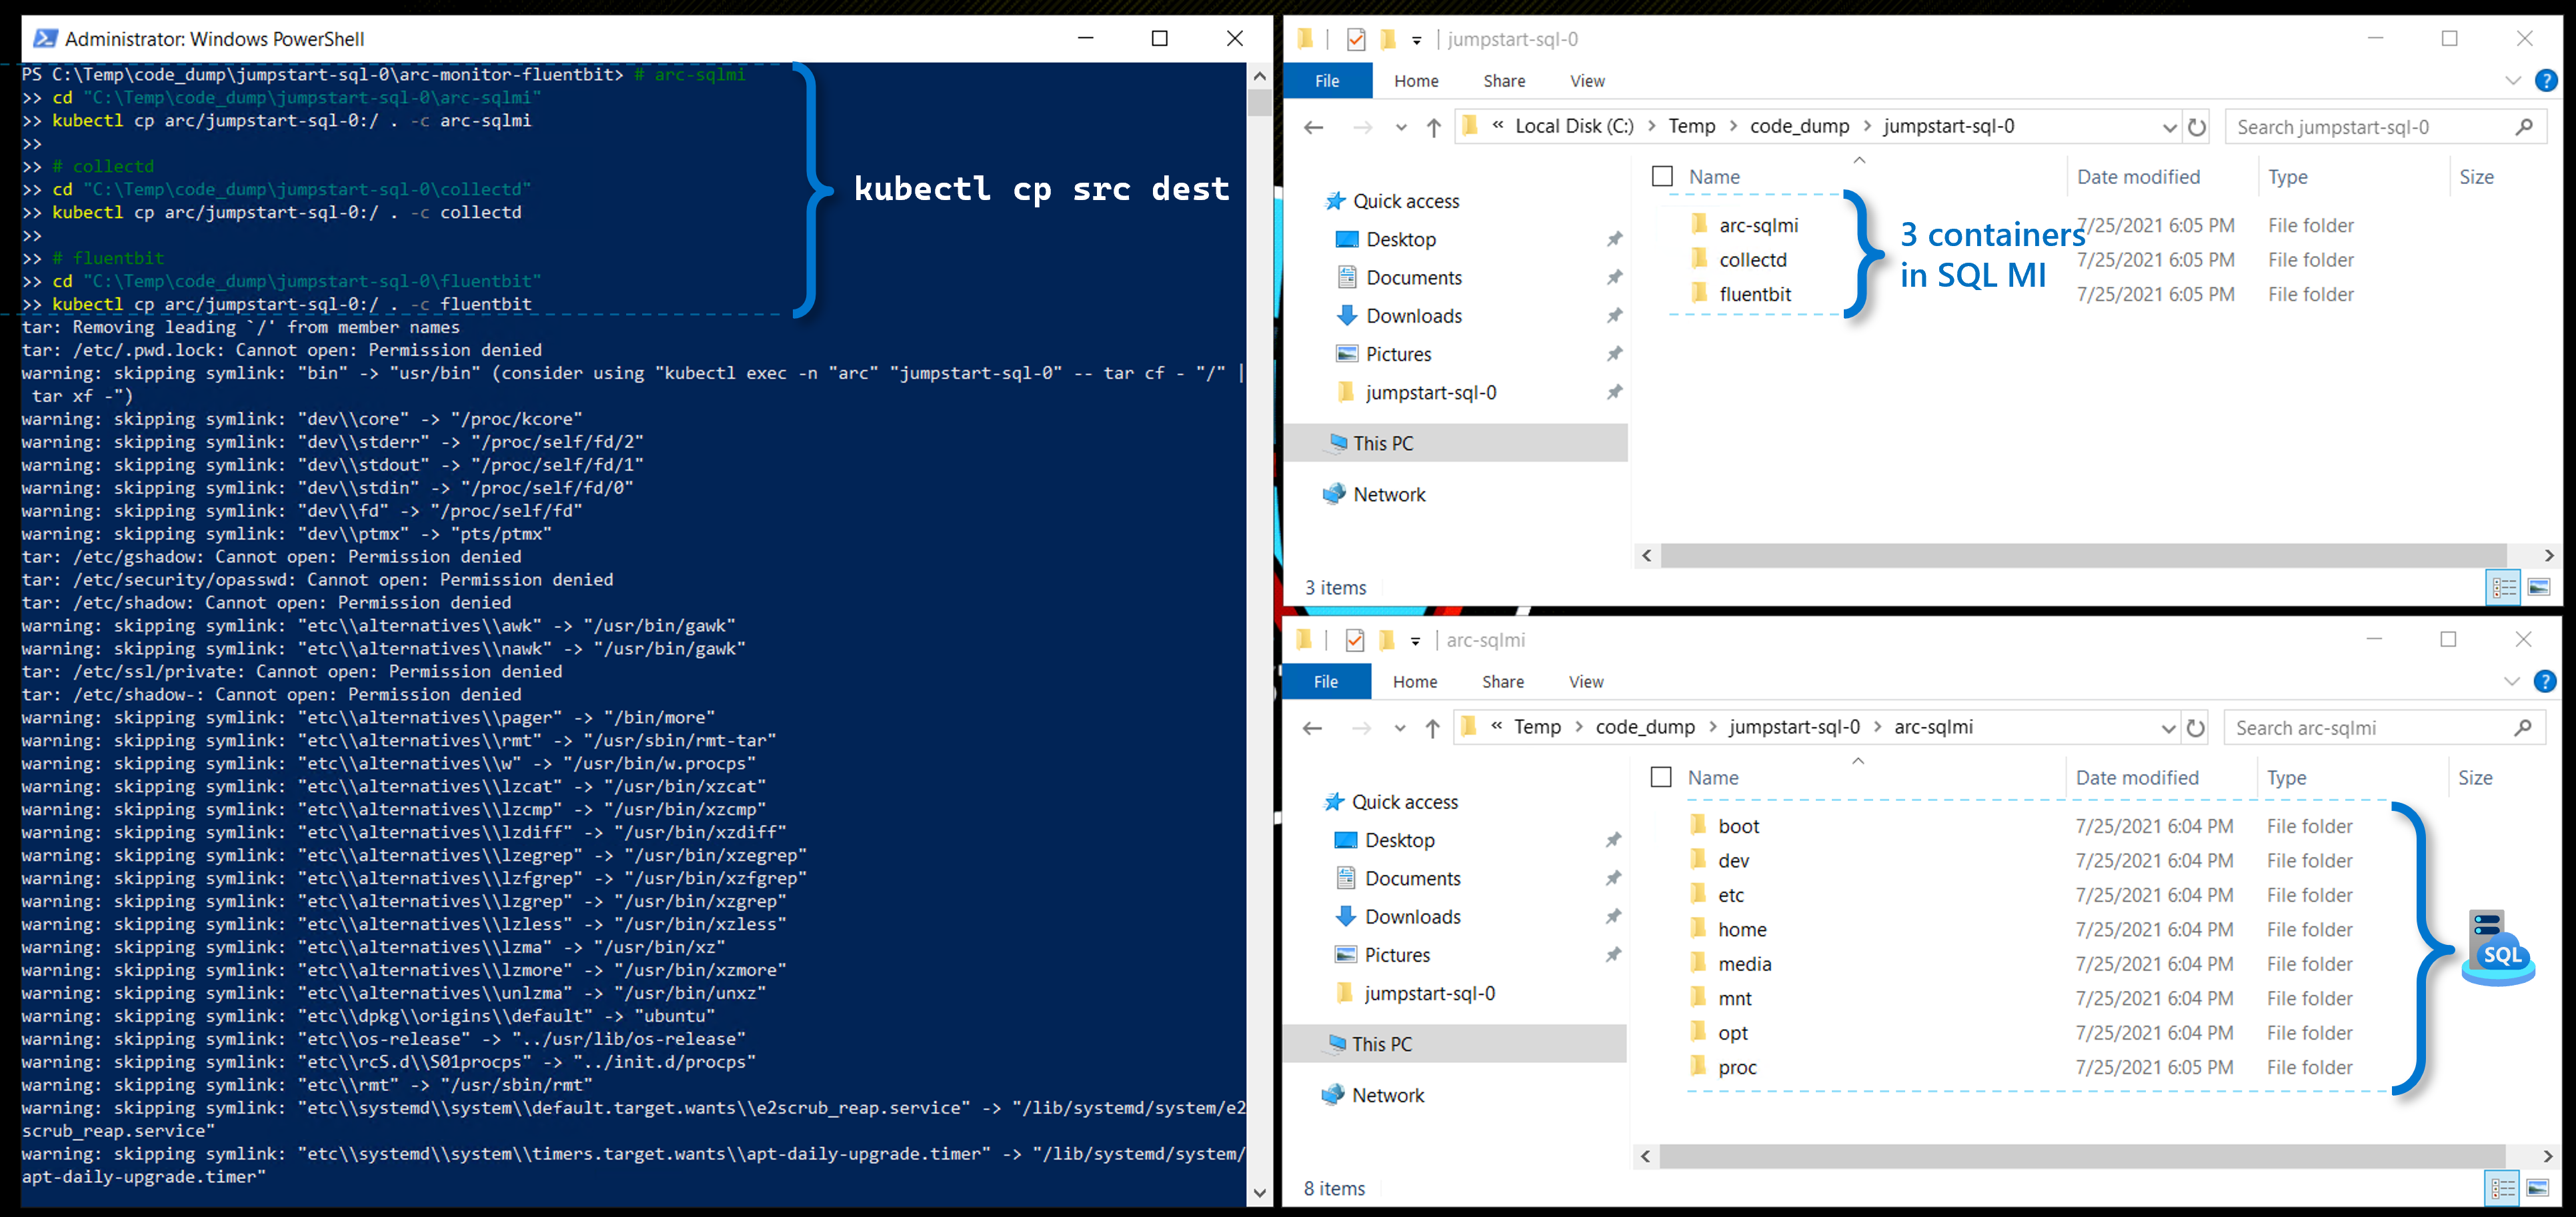 Administrator: Windows PowerShell
PS C:\Temp\code_dump\jumpstart-sql-0\arc-monitor-fluentbit> # arc-sqlmi
>> cd "C:\Temp\code_dump\jumpstart-sql-0\arc-sqlmi"
>> kubectl cp arc/jumpstart-sql-0:/ . -c arc-sqlmi
>>
>> # collectd
>> cd "C:\Temp\code_dump\jumpstart-sql-0\collectd"
>> kubectl cp arc/jumpstart-sql-0:/ . -c collectd
>>
>> # fluentbit
>> cd "C:\Temp\code_dump\jumpstart-sql-0\fluentbit"
>> kubectl cp arc/jumpstart-sql-0:/ . -c fluentbit
tar: Removing leading `/' from member names
tar: /etc/.pwd.lock: Cannot open: Permission denied
warning: skipping symlink: "bin" -> "usr/bin" (consider using "kubectl exec -n "arc" "jumpstart-sql-0" -- tar cf - "/" |
 tar xf -")
warning: skipping symlink: "dev\\core" -> "/proc/kcore"
warning: skipping symlink: "dev\\stderr" -> "/proc/self/fd/2"
warning: skipping symlink: "dev\\stdout" -> "/proc/self/fd/1"
warning: skipping symlink: "dev\\stdin" -> "/proc/self/fd/0"
warning: skipping symlink: "dev\\fd" -> "/proc/self/fd"
warning: skipping symlink: "dev\\ptmx" -> "pts/ptmx"
tar: /etc/gshadow: Cannot open: Permission denied
tar: /etc/security/opasswd: Cannot open: Permission denied
tar: /etc/shadow: Cannot open: Permission denied
warning: skipping symlink: "etc\\alternatives\\awk" -> "/usr/bin/gawk"
warning: skipping symlink: "etc\\alternatives\\nawk" -> "/usr/bin/gawk"
tar: /etc/ssl/private: Cannot open: Permission denied
tar: /etc/shadow-: Cannot open: Permission denied
warning: skipping symlink: "etc\\alternatives\\pager" -> "/bin/more"
warning: skipping symlink: "etc\\alternatives\\rmt" -> "/usr/sbin/rmt-tar"
warning: skipping symlink: "etc\\alternatives\\w" -> "/usr/bin/w.procps"
warning: skipping symlink: "etc\\alternatives\\lzcat" -> "/usr/bin/xzcat"
warning: skipping symlink: "etc\\alternatives\\lzcmp" -> "/usr/bin/xzcmp"
warning: skipping symlink: "etc\\alternatives\\lzdiff" -> "/usr/bin/xzdiff"
warning: skipping symlink: "etc\\alternatives\\lzegrep" -> "/usr/bin/xzegrep"
warning: skipping symlink: "etc\\alternatives\\lzfgrep" -> "/usr/bin/xzfgrep"
warning: skipping symlink: "etc\\alternatives\\lzgrep" -> "/usr/bin/xzgrep"
warning: skipping symlink: "etc\\alternatives\\lzless" -> "/usr/bin/xzless"
warning: skipping symlink: "etc\\alternatives\\lzma" -> "/usr/bin/xz"
warning: skipping symlink: "etc\\alternatives\\lzmore" -> "/usr/bin/xzmore"
warning: skipping symlink: "etc\\alternatives\\unlzma" -> "/usr/bin/unxz"
warning: skipping symlink: "etc\\dpkg\\origins\\default" -> "ubuntu"
warning: skipping symlink: "etc\\os-release" -> "../usr/lib/os-release"
warning: skipping symlink: "etc\\rcS.d\\S01procps" -> "../init.d/procps"
warning: skipping symlink: "etc\\rmt" -> "/usr/sbin/rmt"
warning: skipping symlink: "etc\\systemd\\system\\default.target.wants\\e2scrub_reap.service" -> "/lib/systemd/system/e2
scrub_reap.service"
warning: skipping symlink: "etc\\systemd\\system\\timers.target.wants\\apt-daily-upgrade.timer" -> "/lib/systemd/system/
apt-daily-upgrade.timer"
kubectl cp src dest
jumpstart-sql-0
File Home Share View
« Local Disk (C:) > Temp > code_dump > jumpstart-sql-0
Search jumpstart-sql-0
Quick access
Desktop
Documents
Downloads
Pictures
jumpstart-sql-0
This PC
Network
Name Date modified Type Size
arc-sqlmi 7/25/2021 6:05 PM File folder
collectd 7/25/2021 6:05 PM File folder
fluentbit 7/25/2021 6:05 PM File folder
3 containers
in SQL MI
3 items
arc-sqlmi
File Home Share View
« Temp > code_dump > jumpstart-sql-0 > arc-sqlmi
Search arc-sqlmi
Quick access
Desktop
Documents
Downloads
Pictures
jumpstart-sql-0
This PC
Network
Name Date modified Type Size
boot 7/25/2021 6:04 PM File folder
dev 7/25/2021 6:04 PM File folder
etc 7/25/2021 6:04 PM File folder
home 7/25/2021 6:04 PM File folder
media 7/25/2021 6:04 PM File folder
mnt 7/25/2021 6:04 PM File folder
opt 7/25/2021 6:04 PM File folder
proc 7/25/2021 6:05 PM File folder
SQL
8 items